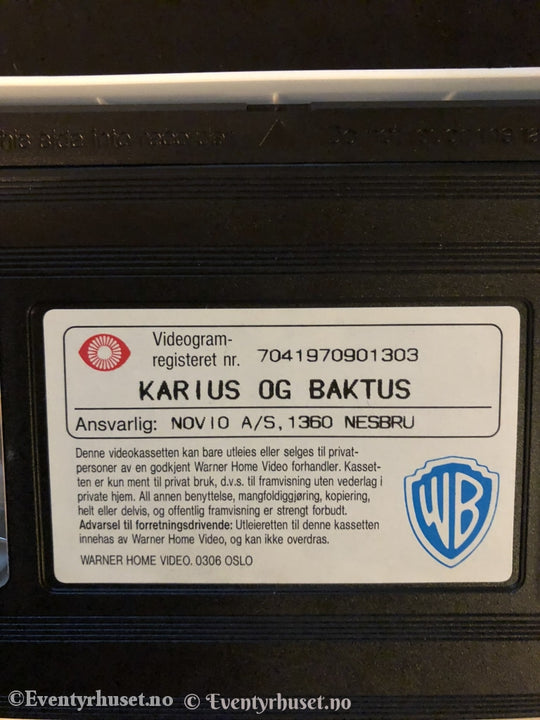 this side into recorder
Videogram-
registeret nr. 7041970901303
KARIUS OG BAKTUS
Ansvarlig: NOVIO A/S, 1360 NESBRU
Denne videokassetten kan bare utleies eller selges til privat-
personer av en godkjent Warner Home Video forhandler. Kasset-
ten er kun ment til privat bruk, d.v.s. til framvisning uten vederlag i
private hjem. All annen benyttelse, mangfoldiggjøring, kopiering,
helt eller delvis, og offentlig framvisning er strengt forbudt.
Advarsel til forretningsdrivende: Utleieretten til denne kassetten
innehas av Warner Home Video, og kan ikke overdras.
WB
WARNER HOME VIDEO. 0306 OSLO
©Eventyrhuset.no © Eventyrhuset.no